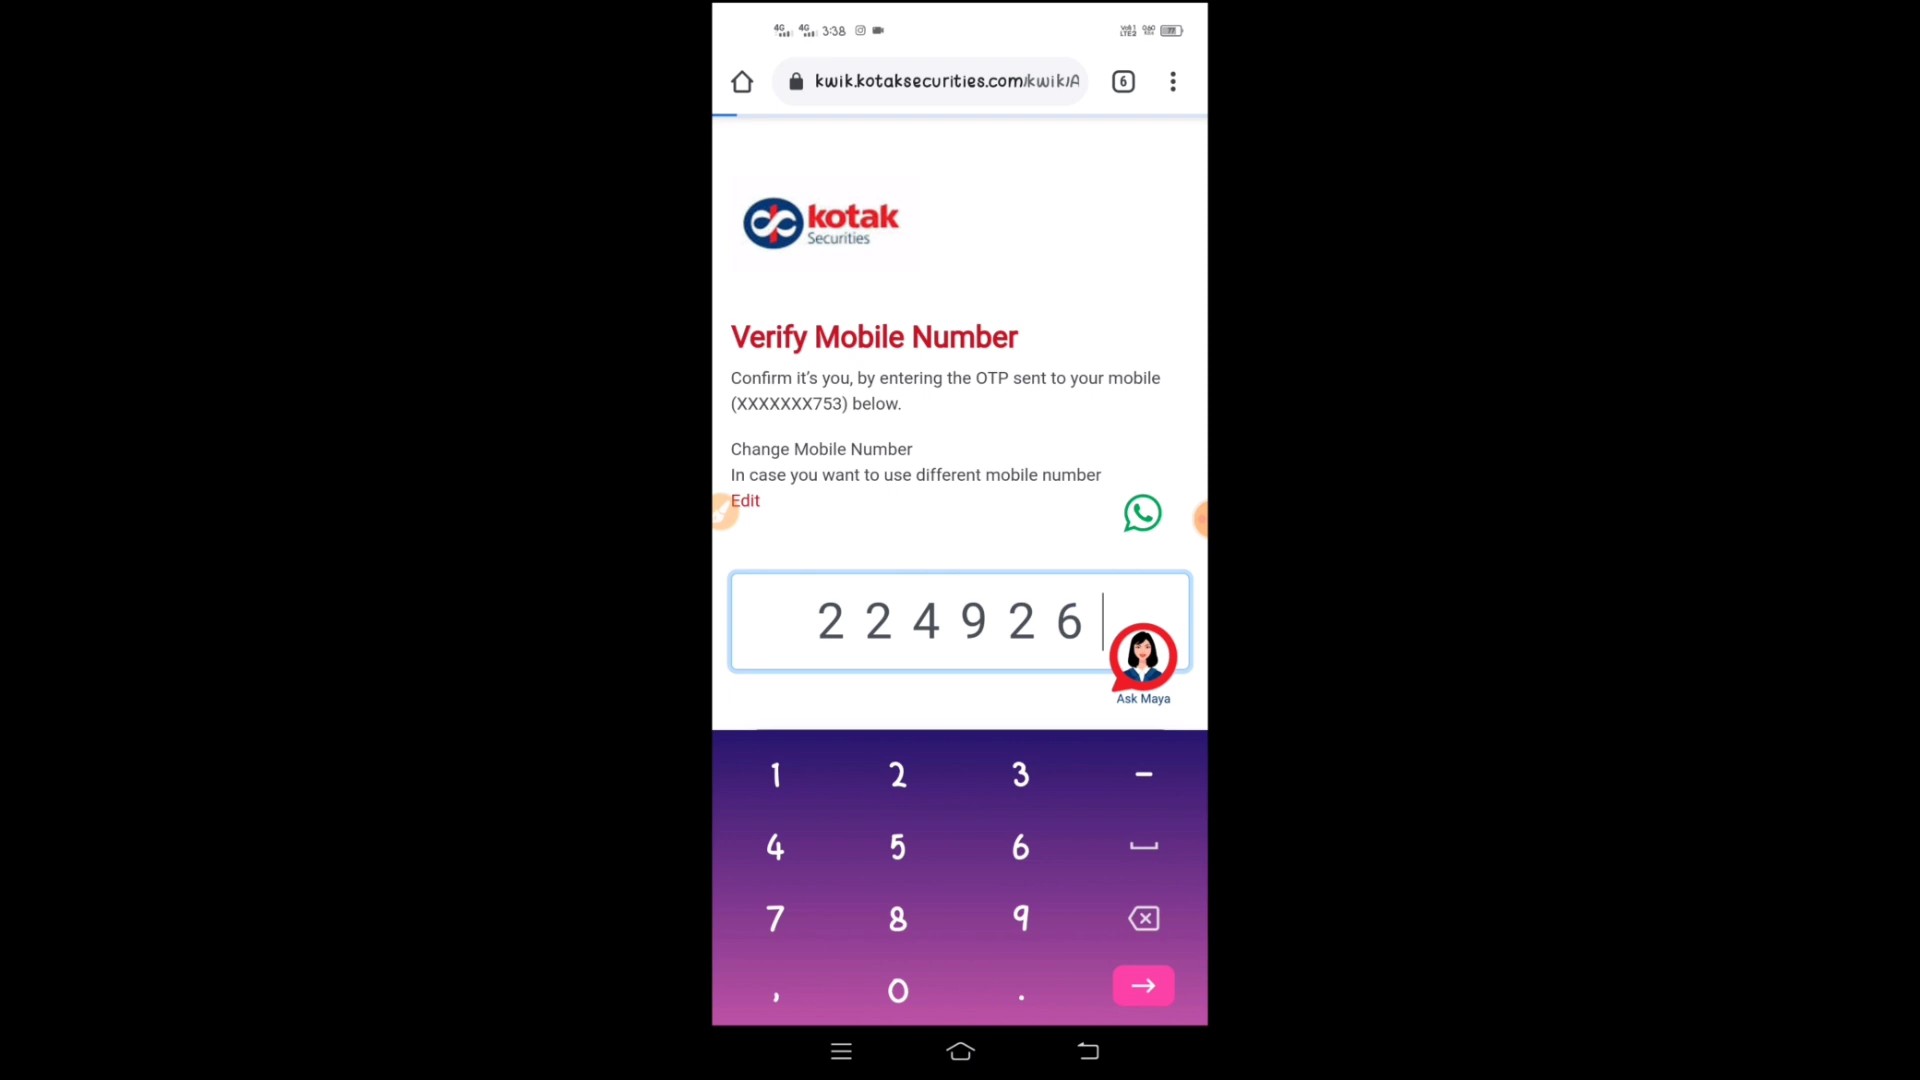 4G 4G 3:38
kwik.kotaksecurities.com/kwik/A
6
kotak
Securities
Verify Mobile Number
Confirm it's you, by entering the OTP sent to your mobile
(XXXXXXX753) below.
Change Mobile Number
In case you want to use different mobile number
Edit
2 2 4 9 2 6
Ask Maya
1 2 3 -
4 5 6
7 8 9
, 0 .